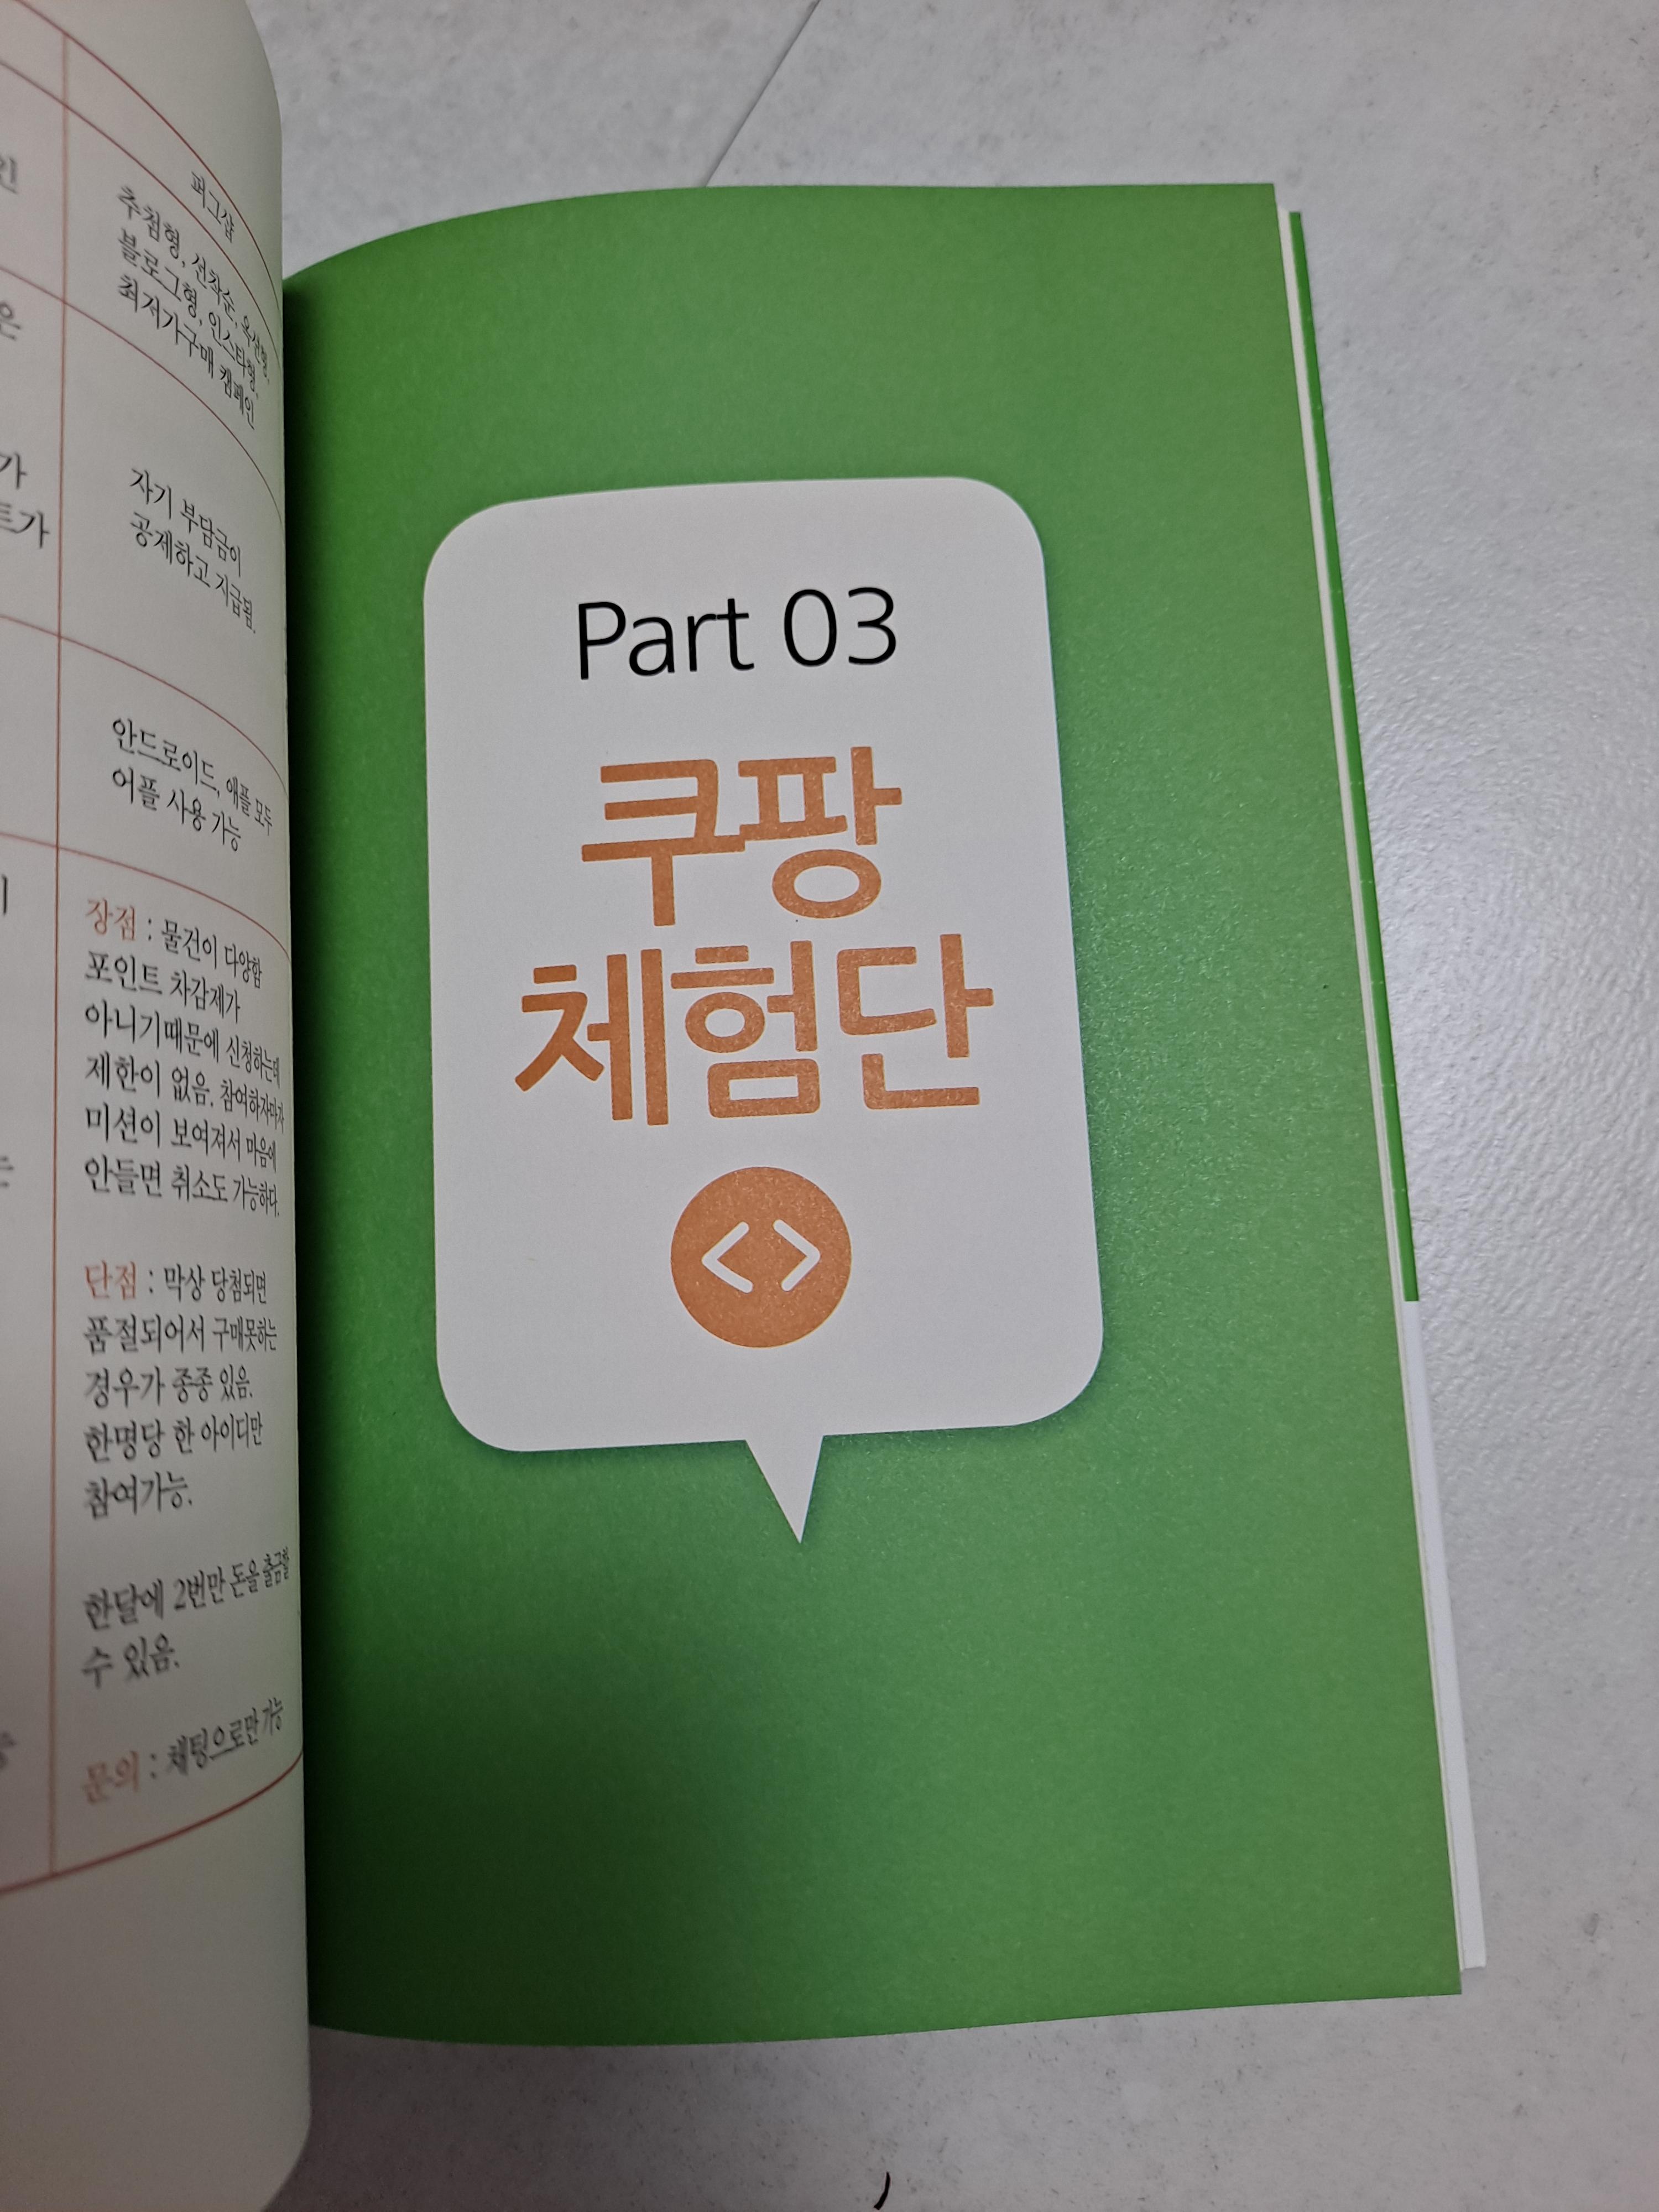 인
은
가
트가
퍼그샵
추첨형, 선착순, 옥션형,
블로그형, 인스타형,
최저가구매 캠페인
자기 부담금이
공제하고 지급됨.
안드로이드, 애플 모두
어플 사용 가능
장점 : 물건이 다양함
포인트 차감제가
아니기때문에 신청하는데
제한이 없음. 참여하자마자
미션이 보여져서 마음에
안들면 취소도 가능하다.
단점 : 막상 당첨되면
품절되어서 구매못하는
경우가 종종 있음.
한명당 한 아이디만
참여가능.
한달에 2번만 돈을 출금할
수 있음.
문의 : 채팅으로만 가능
Part 03
쿠팡
체험단